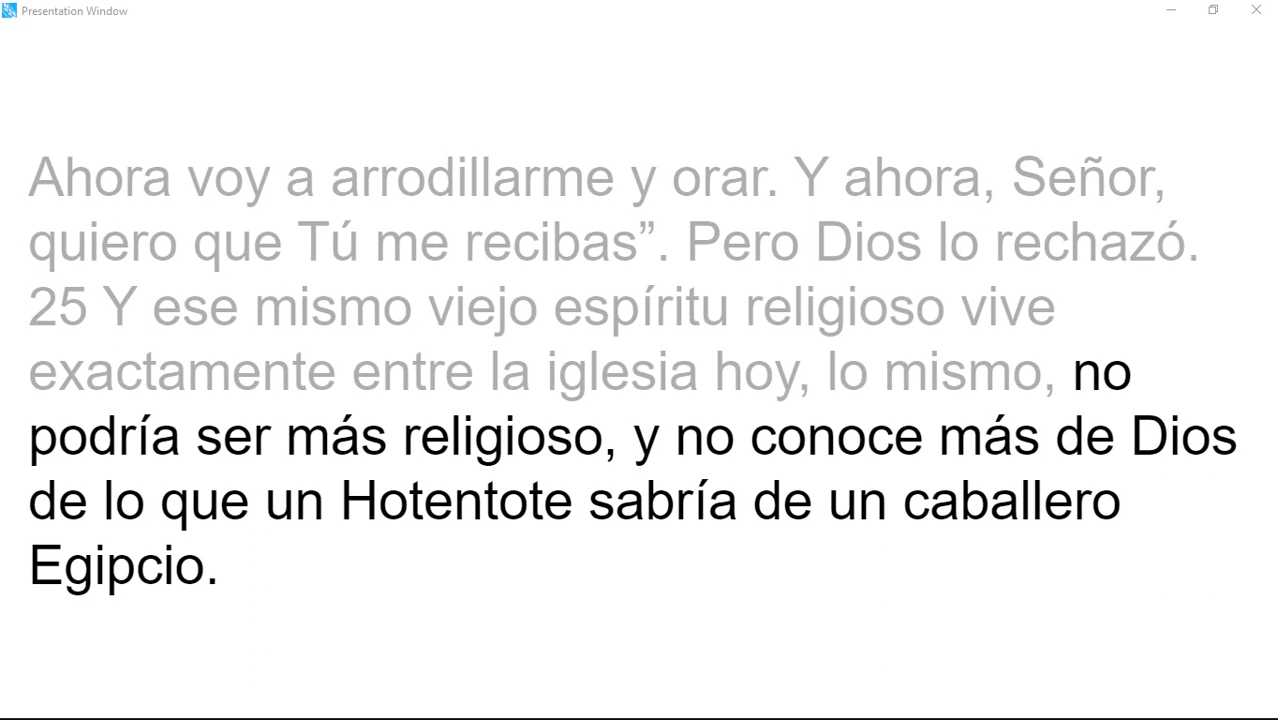 Presentation Window
Ahora voy a arrodillarme y orar. Y ahora, Señor,
quiero que Tú me recibas”. Pero Dios lo rechazó.
25 Y ese mismo viejo espíritu religioso vive
exactamente entre la iglesia hoy, lo mismo, no
podría ser más religioso, y no conoce más de Dios
de lo que un Hotentote sabría de un caballero
Egipcio.